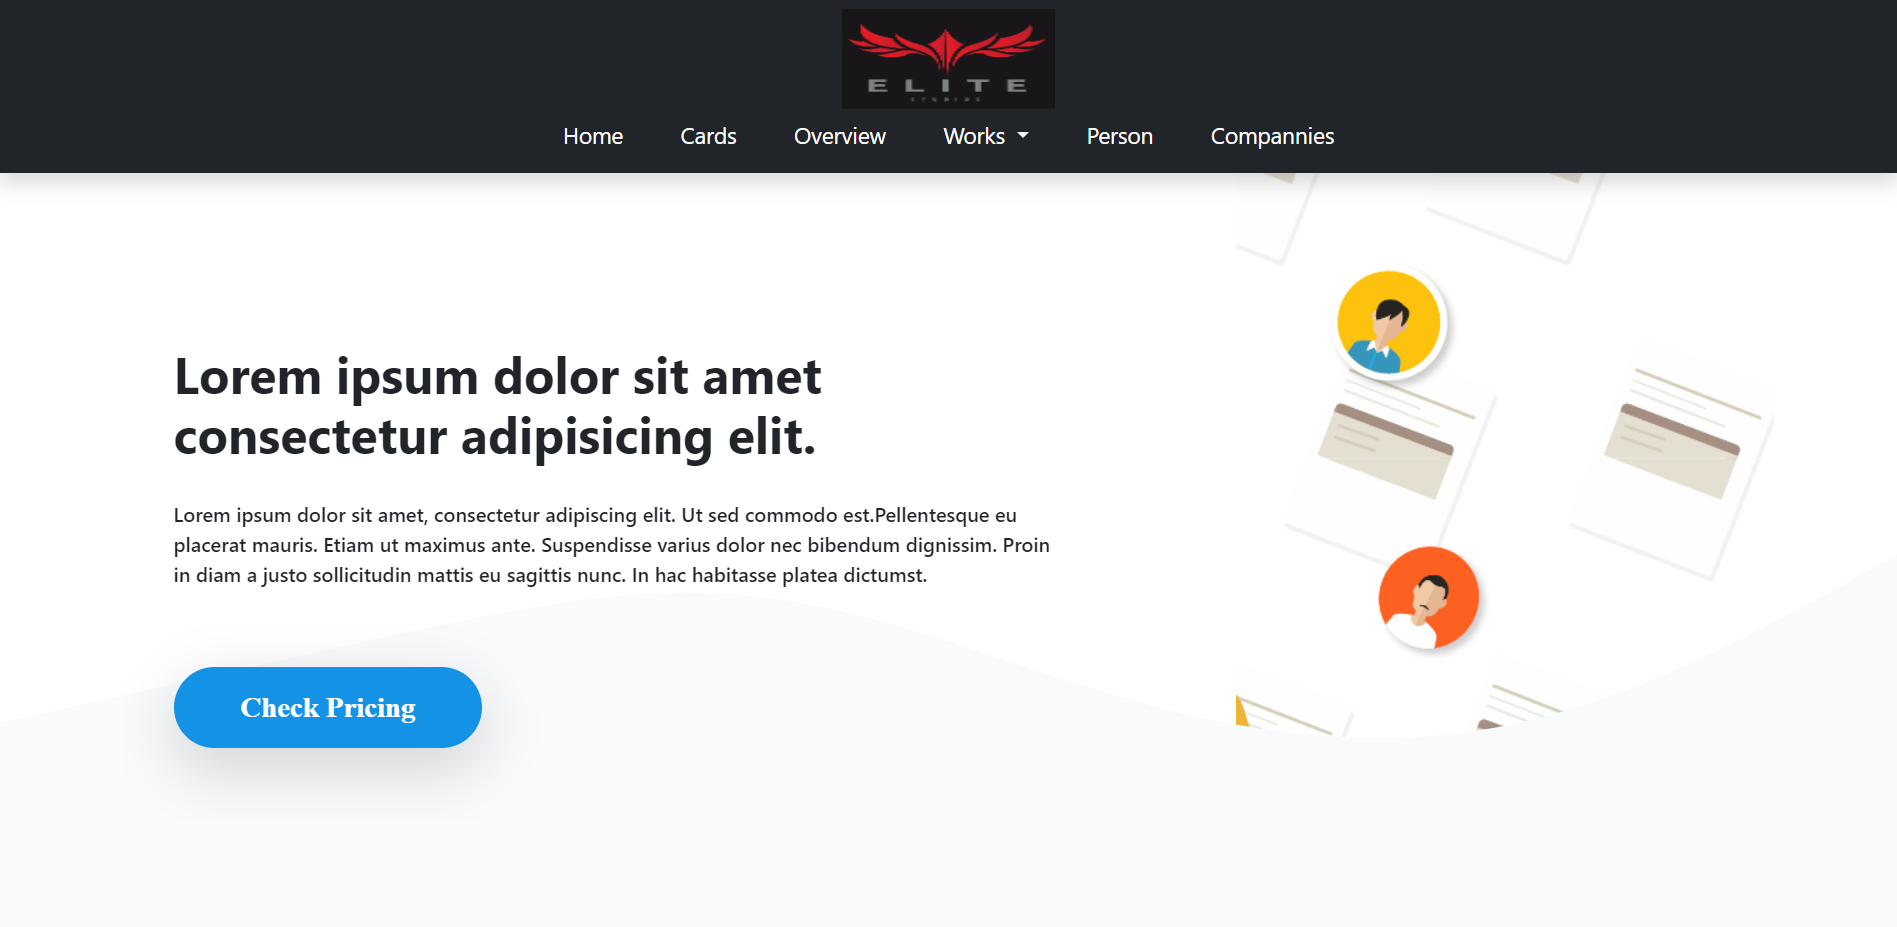 ELITE
Home Cards Overview Works Person Compannies
Lorem ipsum dolor sit amet
consectetur adipisicing elit.
Lorem ipsum dolor sit amet, consectetur adipiscing elit. Ut sed commodo est.Pellentesque eu
placerat mauris. Etiam ut maximus ante. Suspendisse varius dolor nec bibendum dignissim. Proin
in diam a justo sollicitudin mattis eu sagittis nunc. In hac habitasse platea dictumst.
Check Pricing